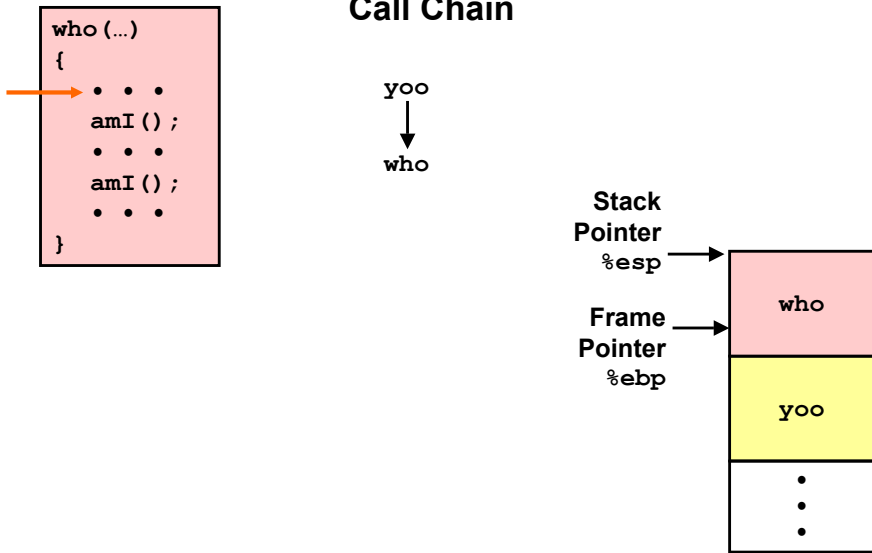 Call Chain
who(…)
{
• • •
amI();
• • •
amI();
• • •
}
yoo
who
Stack
Pointer
%esp
Frame
Pointer
%ebp
who
yoo
•
•
•